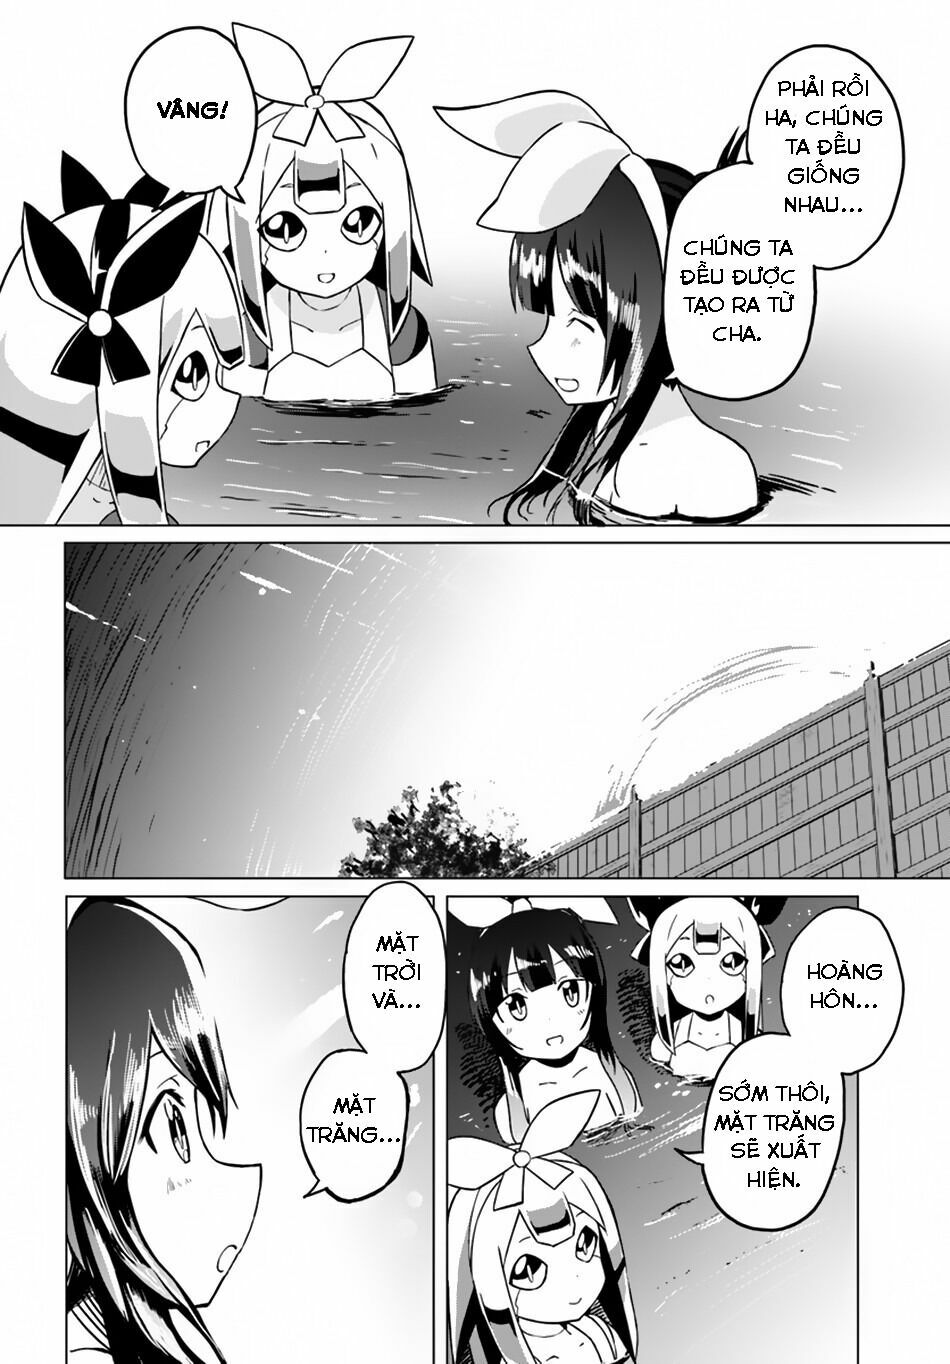 PHẢI RỒI
HA, CHÚNG
TA ĐỀU
GIỐNG
NHAU...
CHÚNG TA
ĐỀU ĐƯỢC
TẠO RA TỪ
CHA.
VÂNG!
HOÀNG
HÔN...
SỚM THÔI,
MẶT TRĂNG
SẼ XUẤT
HIỆN.
MẶT
TRỜI
VÀ...
MẶT
TRĂNG...